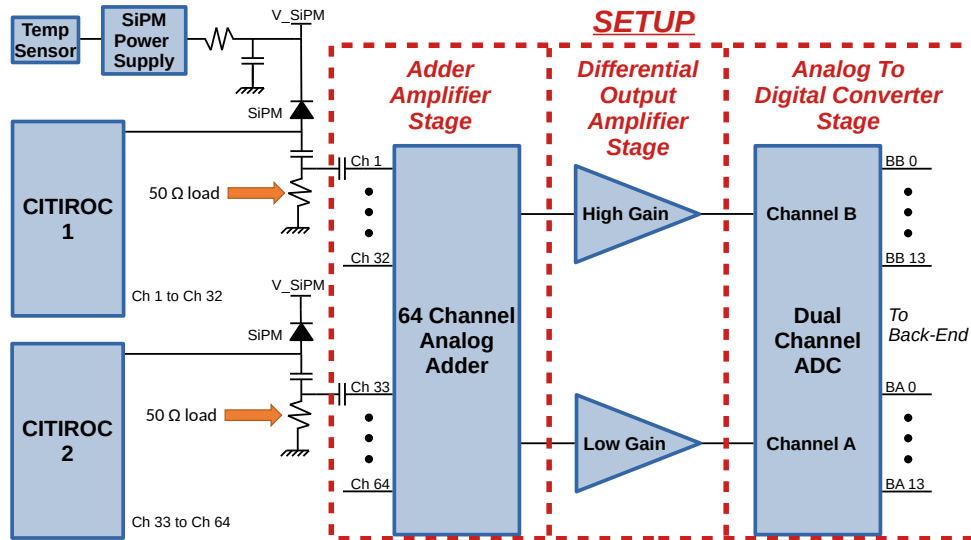 SETUP
Temp
Sensor
SiPM
Power
Supply
V_SiPM
SiPM
CITIROC
1
50 Ω load
Ch 1 to Ch 32
V_SiPM
SiPM
CITIROC
2
50 Ω load
Ch 33 to Ch 64
Adder
Amplifier
Stage
Ch 1
Ch 32
64 Channel
Analog
Adder
Ch 33
Ch 64
Differential
Output
Amplifier
Stage
High Gain
Low Gain
Analog To
Digital Converter
Stage
Channel B
Dual
Channel
ADC
Channel A
BB 0
BB 13
To
Back-End
BA 0
BA 13